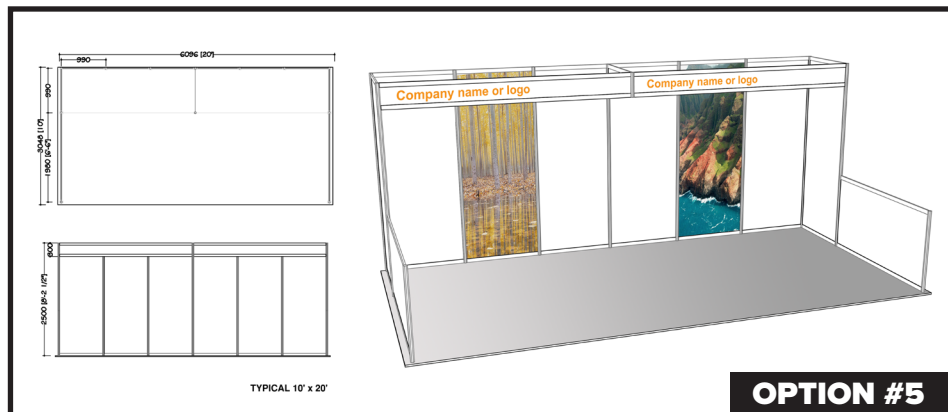 6096 [20']
990
990
3048 [10']
1980 [6'-6"]
300
2500 [8'-2 1/2"]
TYPICAL 10' x 20'
Company name or logo
Company name or logo
OPTION #5